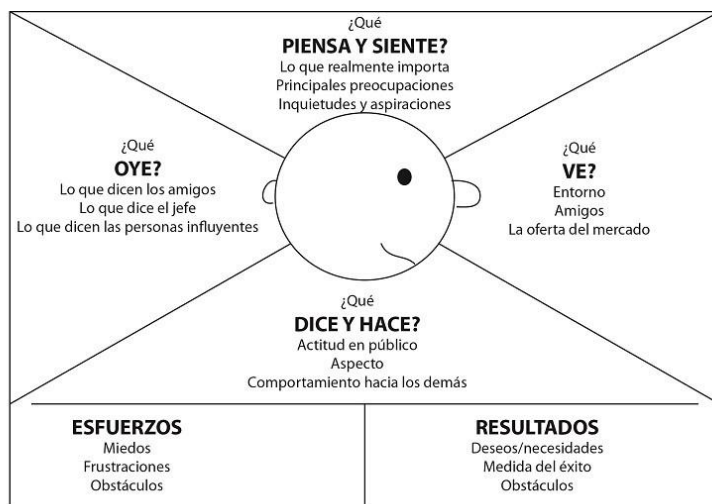 ¿Qué
PIENSA Y SIENTE?
Lo que realmente importa
Principales preocupaciones
Inquietudes y aspiraciones
¿Qué
OYE?
Lo que dicen los amigos
Lo que dice el jefe
Lo que dicen las personas influyentes
¿Qué
VE?
Entorno
Amigos
La oferta del mercado
¿Qué
DICE Y HACE?
Actitud en público
Aspecto
Comportamiento hacia los demás
ESFUERZOS
Miedos
Frustraciones
Obstáculos
RESULTADOS
Deseos/necesidades
Medida del éxito
Obstáculos